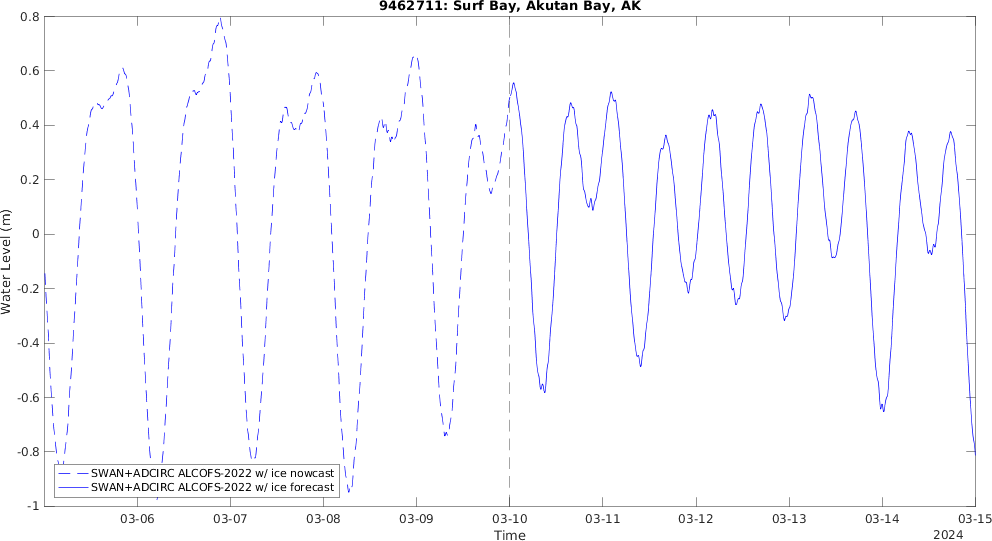 9462711: Surf Bay, Akutan Bay, AK
0.8
0.6
0.4
0.2
0
-0.2
-0.4
-0.6
-0.8
-1
Water Level (m)
SWAN+ADCIRC ALCOFS-2022 w/ ice nowcast
SWAN+ADCIRC ALCOFS-2022 w/ ice forecast
03-06 03-07 03-08 03-09 03-10 03-11 03-12 03-13 03-14 03-15
Time
2024